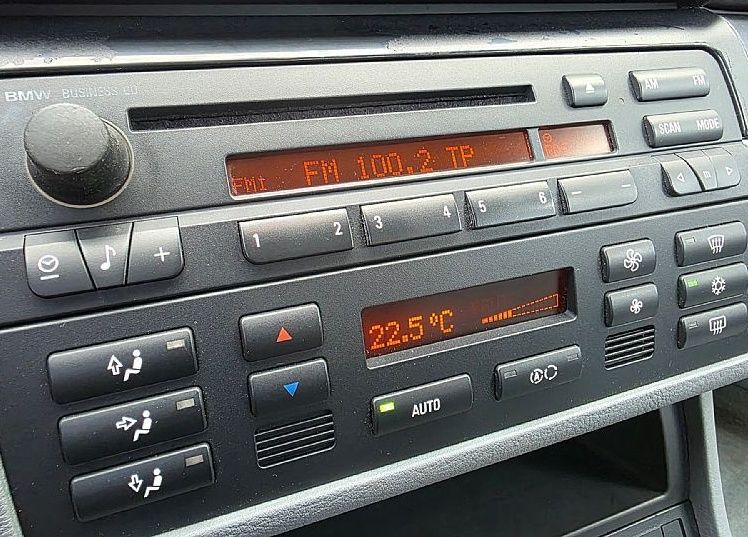 BMW BUSINESS CD
AM FM
SCAN MODE
FMI FM 100.2 TP
1 2 3 4 5 6
m
22.5°C
AUTO
A